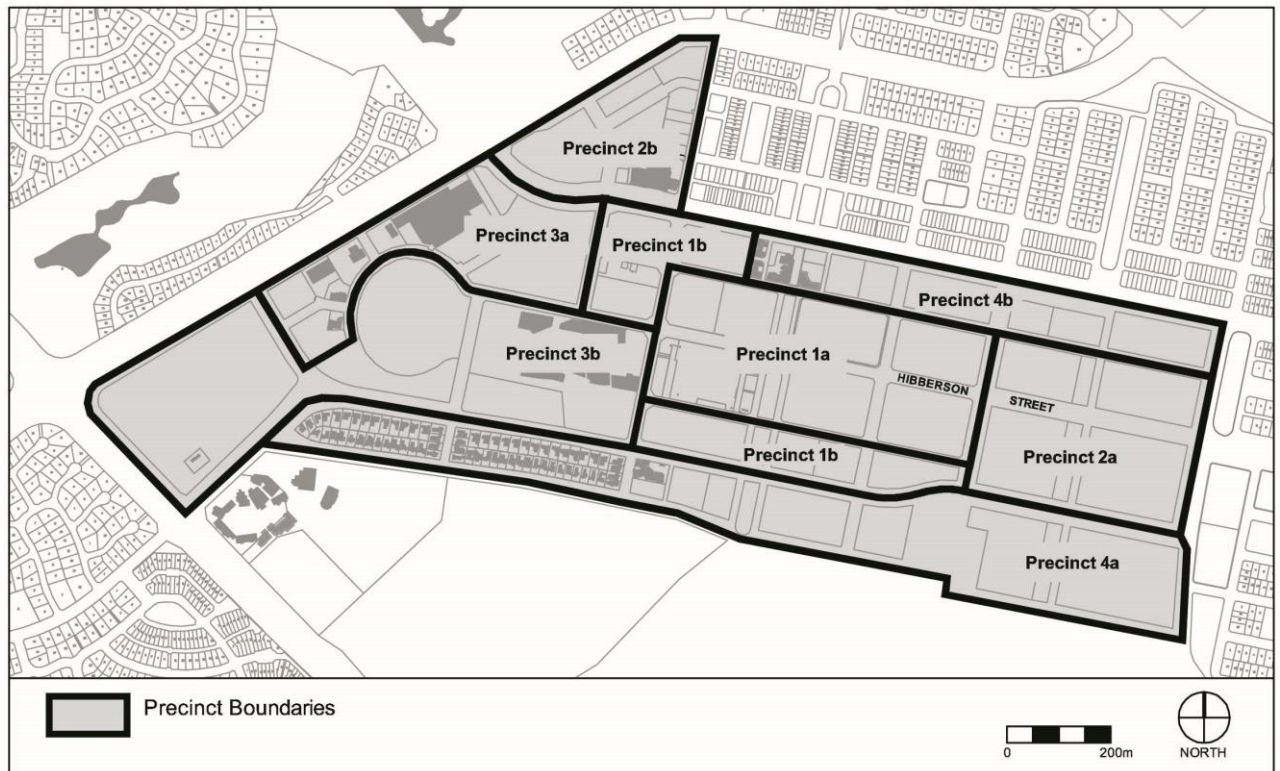 Precinct 2b
Precinct 3a
Precinct 1b
Precinct 4b
Precinct 3b
Precinct 1a
HIBBERSON
STREET
Precinct 1b
Precinct 2a
Precinct 4a
Precinct Boundaries
0
200m
NORTH